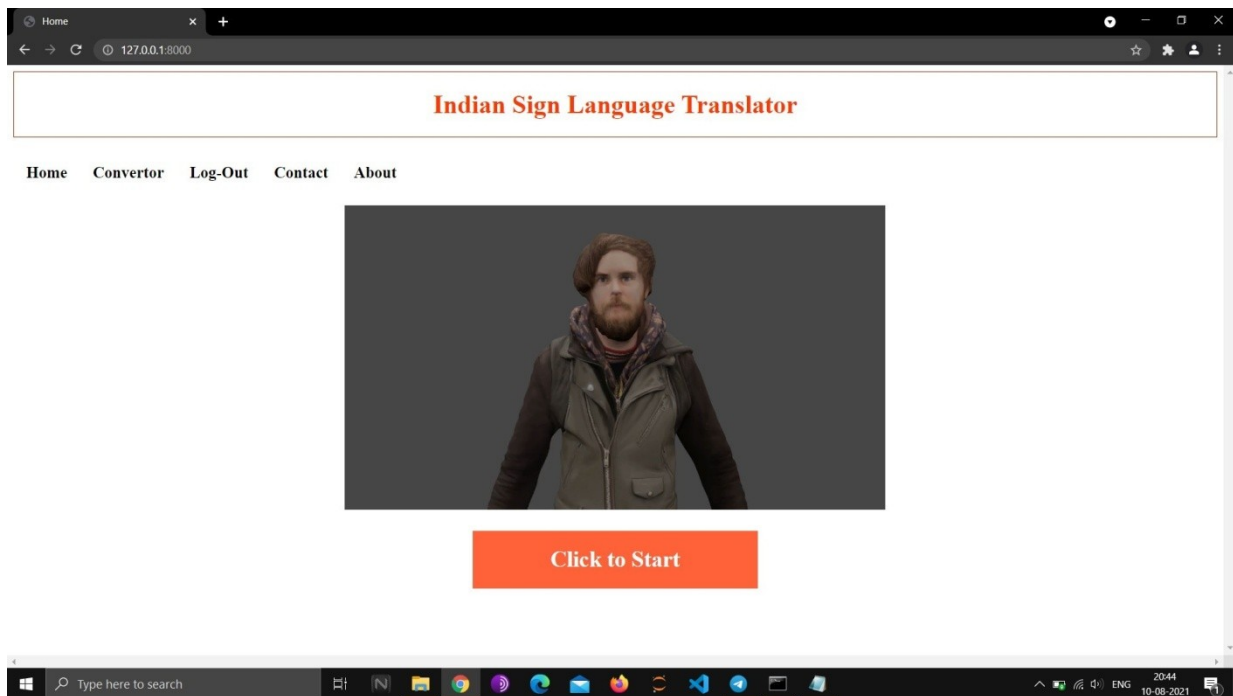 Home
127.0.0.1:8000
Indian Sign Language Translator
Home Convertor Log-Out Contact About
Click to Start
Type here to search
ENG
20:44
10-08-2021